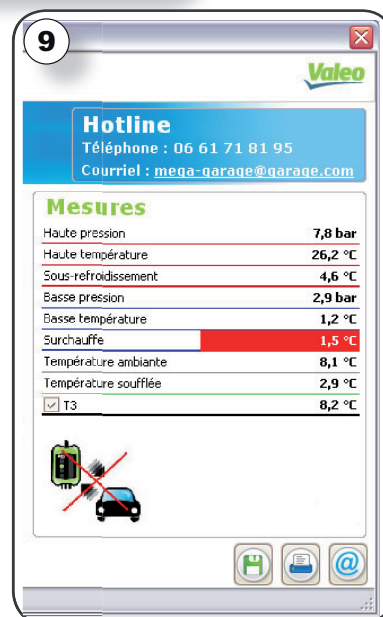 9
Valeo
Hotline
Téléphone : 06 61 71 81 95
Courriel : mega-garage@garage.com
Mesures
Haute pression 7,8 bar
Haute température 26,2 °C
Sous-refroidissement 4,6 °C
Basse pression 2,9 bar
Basse température 1,2 °C
Surchauffe 1,5 °C
Température ambiante 8,1 °C
Température soufflée 2,9 °C
T3 8,2 °C
@